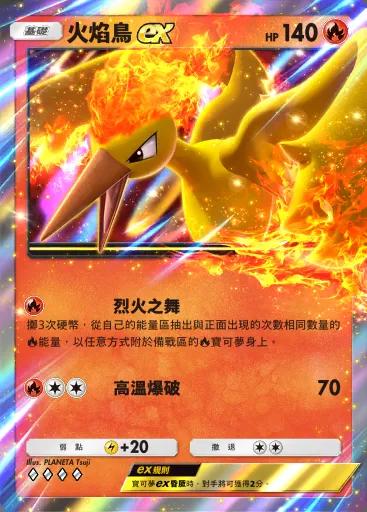 基礎 火焰鳥ex HP 140
烈火之舞
擲3次硬幣，從自己的能量區抽出與正面出現的次數相同數量的
能量，以任意方式附於備戰區的寶可夢身上。
高溫爆破 70
弱點 +20 撤退
Illus. PLANETA Tsuji
ex規則
寶可夢ex昏厥時，對手將可獲得2分。